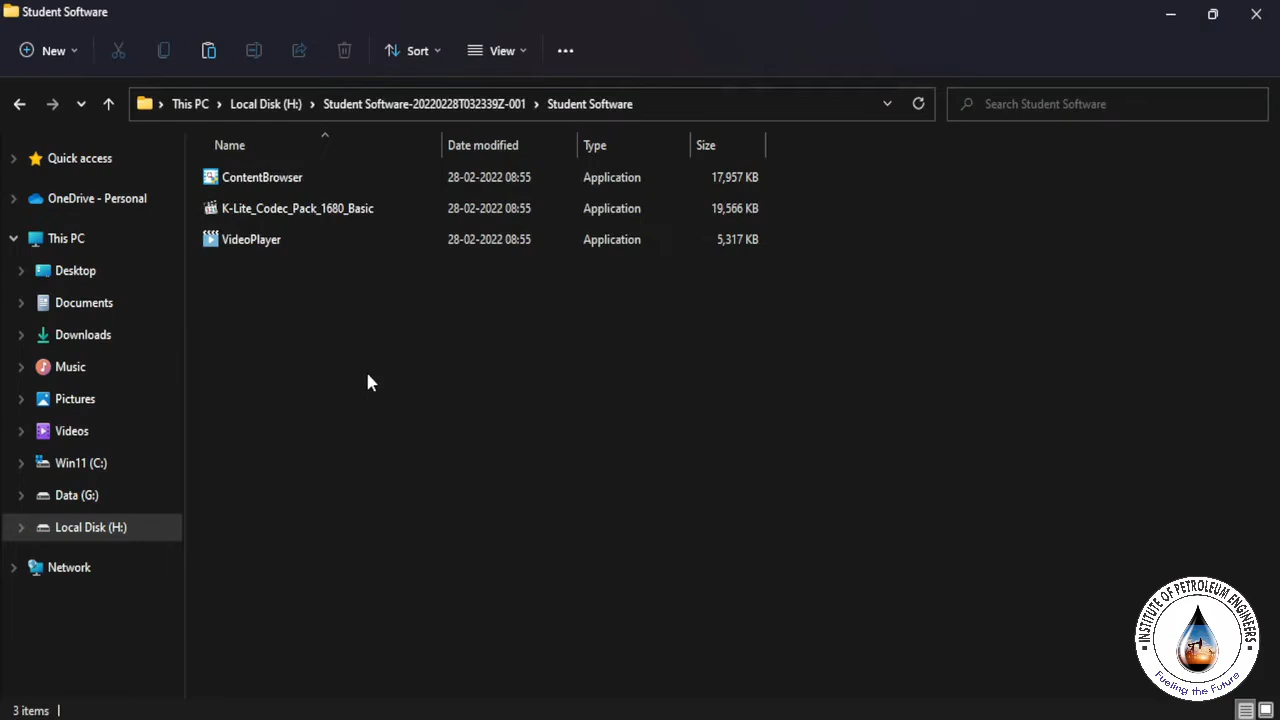 Student Software
New
Sort
View
This PC
Local Disk (H:)
Student Software-20220228T032339Z-001
Student Software
Search Student Software
Name
Date modified
Type
Size
ContentBrowser
28-02-2022 08:55
Application
17,957 KB
K-Lite_Codec_Pack_1680_Basic
28-02-2022 08:55
Application
19,566 KB
VideoPlayer
28-02-2022 08:55
Application
5,317 KB
Quick access
OneDrive - Personal
This PC
Desktop
Documents
Downloads
Music
Pictures
Videos
Win11 (C:)
Data (G:)
Local Disk (H:)
Network
3 items
INSTITUTE OF PETROLEUM ENGINEERS
Fueling the Future